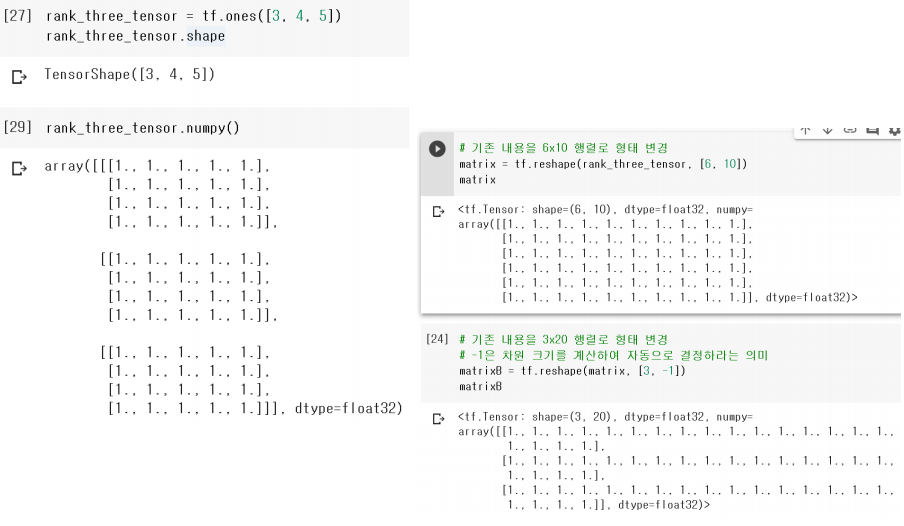 [27] rank_three_tensor = tf.ones([3, 4, 5])
rank_three_tensor.shape
TensorShape([3, 4, 5])
[29] rank_three_tensor.numpy()
array([[[1., 1., 1., 1., 1.],
[1., 1., 1., 1., 1.],
[1., 1., 1., 1., 1.],
[1., 1., 1., 1., 1.]],
[[1., 1., 1., 1., 1.],
[1., 1., 1., 1., 1.],
[1., 1., 1., 1., 1.],
[1., 1., 1., 1., 1.]],
[[1., 1., 1., 1., 1.],
[1., 1., 1., 1., 1.],
[1., 1., 1., 1., 1.],
[1., 1., 1., 1., 1.]]], dtype=float32)
# 기존 내용을 6x10 행렬로 형태 변경
matrix = tf.reshape(rank_three_tensor, [6, 10])
matrix
<tf.Tensor: shape=(6, 10), dtype=float32, numpy=
array([[1., 1., 1., 1., 1., 1., 1., 1., 1., 1.],
[1., 1., 1., 1., 1., 1., 1., 1., 1., 1.],
[1., 1., 1., 1., 1., 1., 1., 1., 1., 1.],
[1., 1., 1., 1., 1., 1., 1., 1., 1., 1.],
[1., 1., 1., 1., 1., 1., 1., 1., 1., 1.],
[1., 1., 1., 1., 1., 1., 1., 1., 1., 1.]], dtype=float32)>
[24] # 기존 내용을 3x20 행렬로 형태 변경
# -1은 차원 크기를 계산하여 자동으로 결정하라는 의미
matrixB = tf.reshape(matrix, [3, -1])
matrixB
<tf.Tensor: shape=(3, 20), dtype=float32, numpy=
array([[1., 1., 1., 1., 1., 1., 1., 1., 1., 1., 1., 1., 1., 1., 1., 1.,
1., 1., 1., 1.],
[1., 1., 1., 1., 1., 1., 1., 1., 1., 1., 1., 1., 1., 1., 1., 1.,
1., 1., 1., 1.],
[1., 1., 1., 1., 1., 1., 1., 1., 1., 1., 1., 1., 1., 1., 1., 1.,
1., 1., 1., 1.]], dtype=float32)>